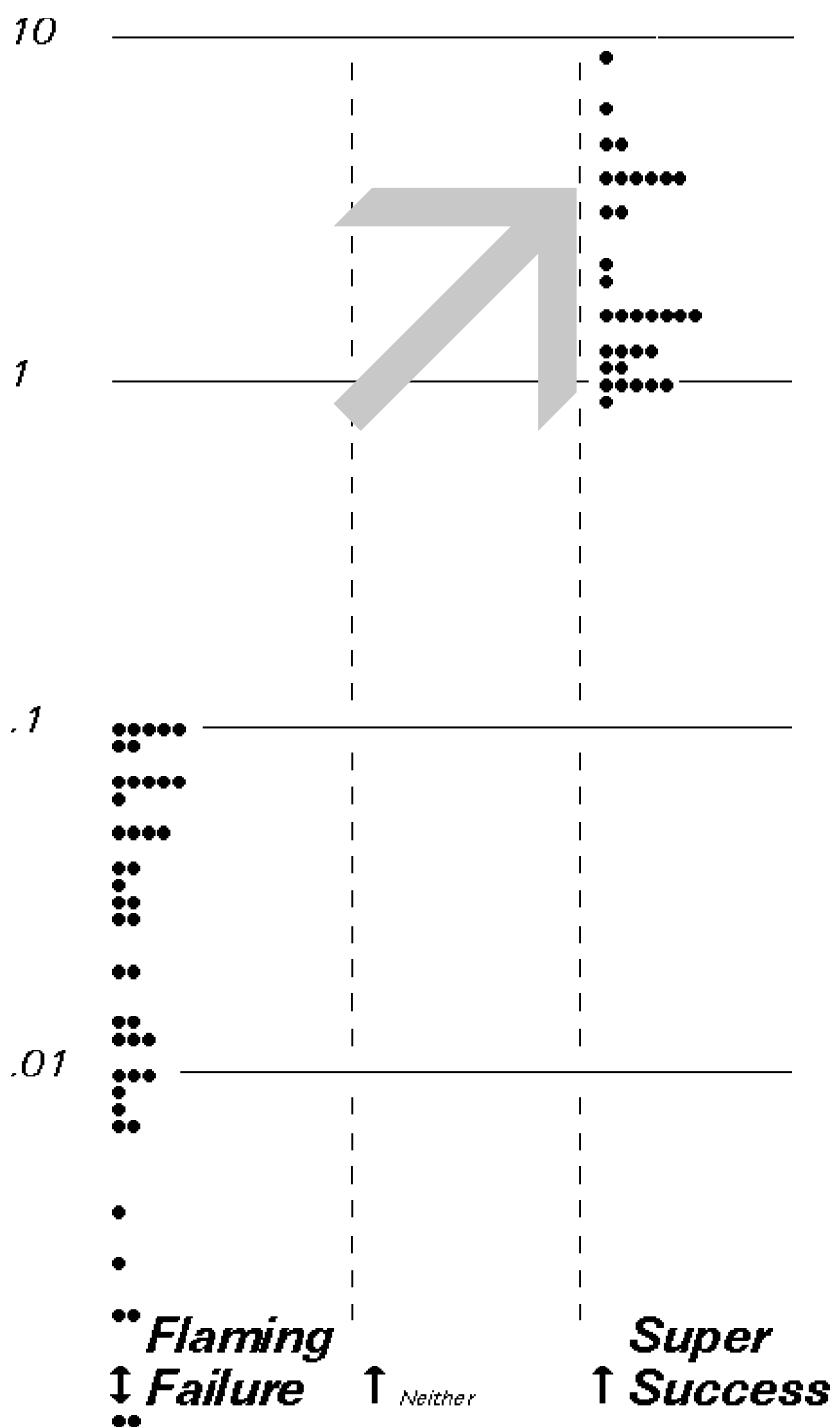 10
1
.1
.01
Flaming
Failure
Neither
Super
Success